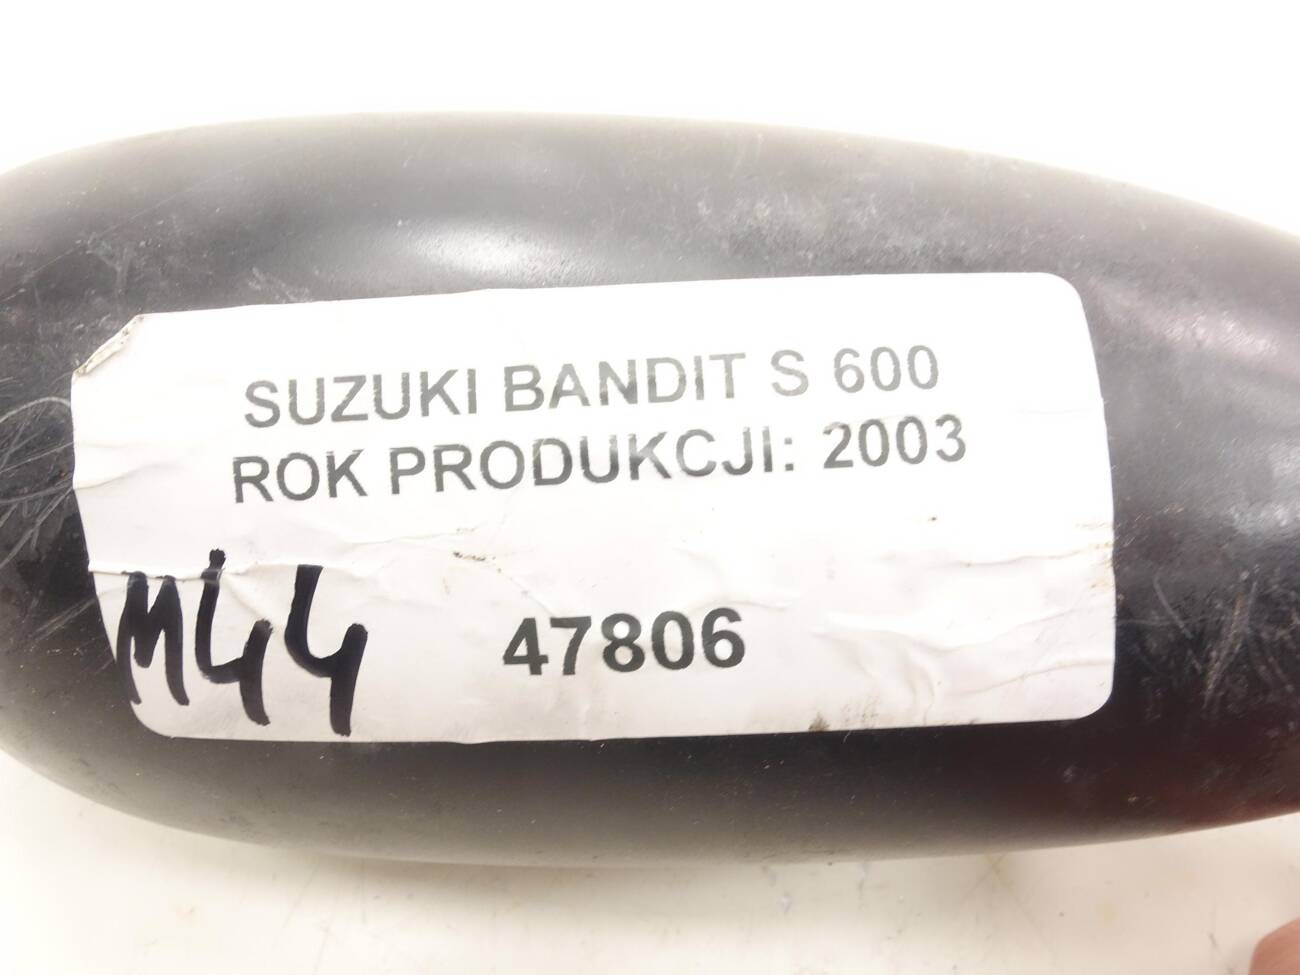 SUZUKI BANDIT S 600
ROK PRODUKCJI: 2003
M44
47806